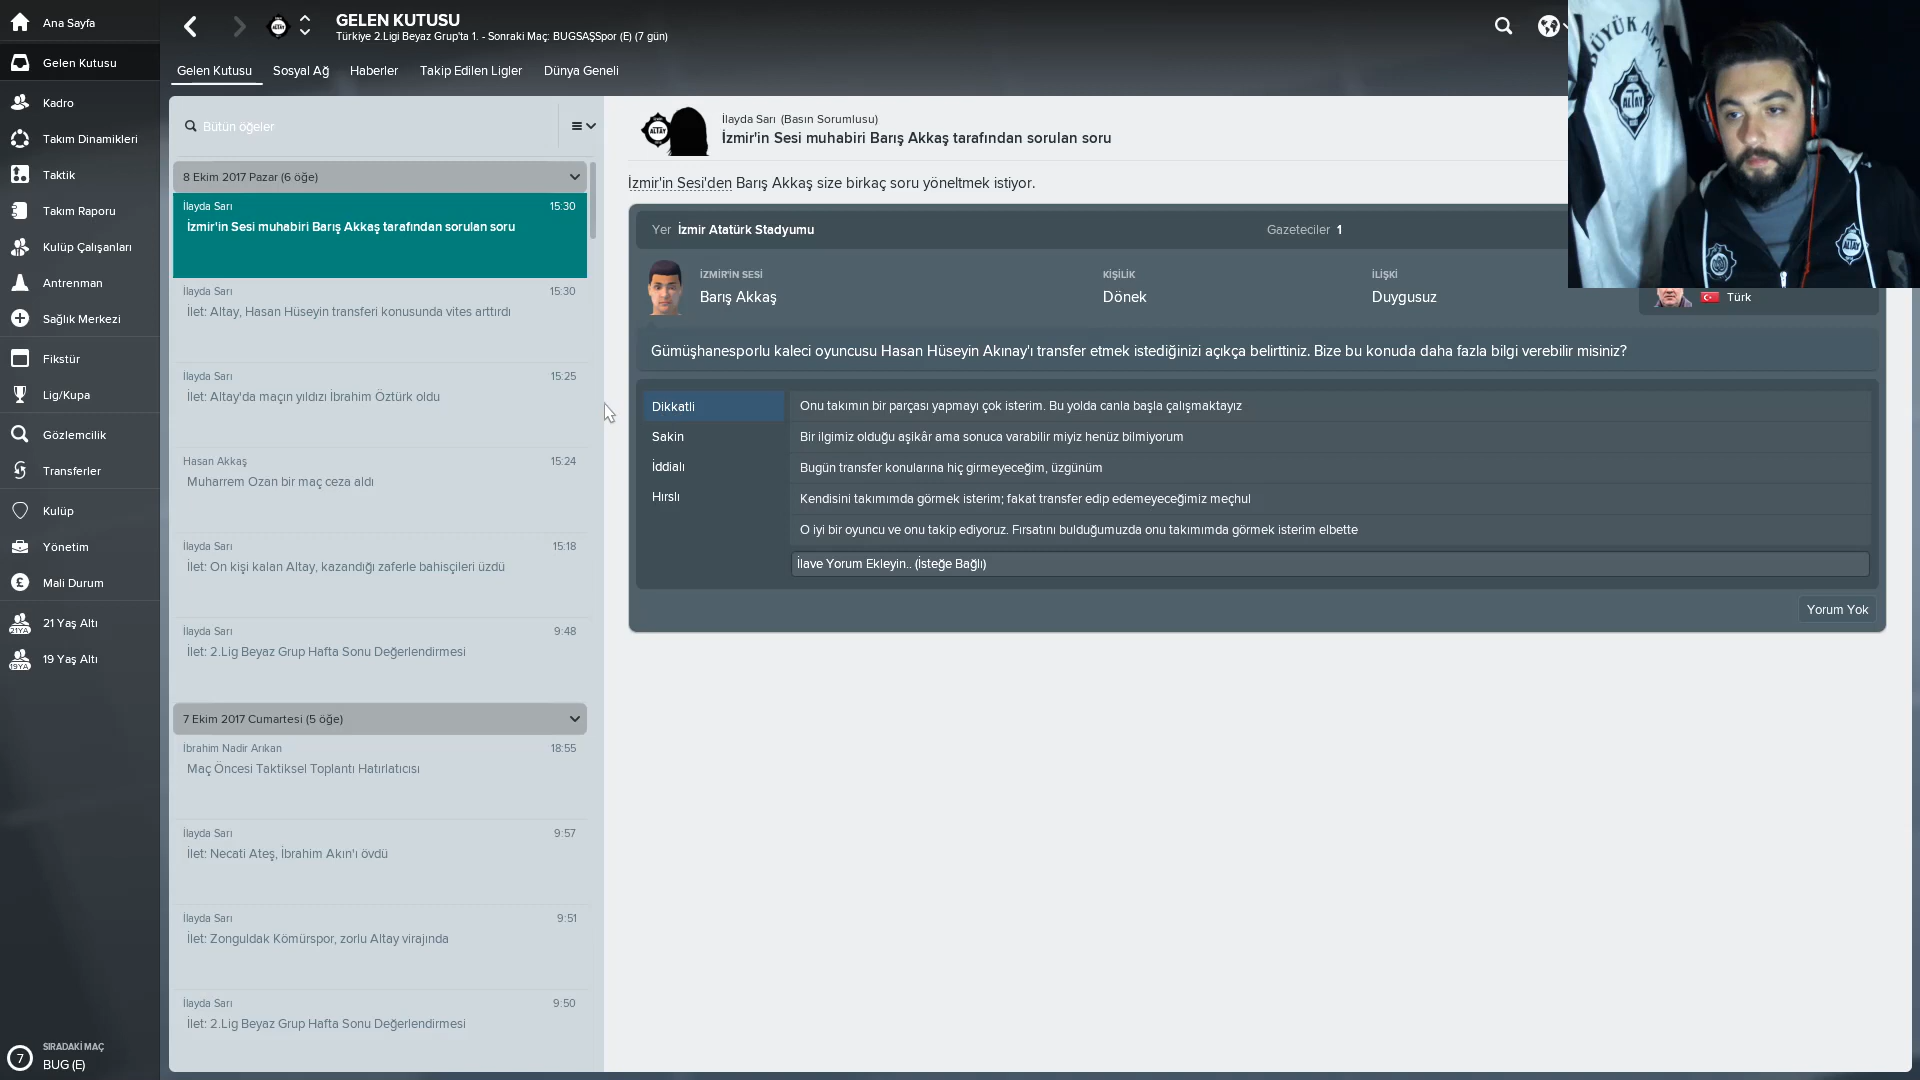 Ana Sayfa
Gelen Kutusu
Kadro
Takım Dinamikleri
Taktik
Takım Raporu
Kulüp Çalışanları
Antrenman
Sağlık Merkezi
Fikstür
Lig/Kupa
Gözlemcilik
Transferler
Kulüp
Yönetim
Mali Durum
21YA
21 Yaş Altı
19YA
19 Yaş Altı
SIRADAKİ MAÇ
7
BUG (E)
ALTAY
GELEN KUTUSU
Türkiye 2.Ligi Beyaz Grup'ta 1. - Sonraki Maç: BUGSAŞSpor (E) (7 gün)
Gelen Kutusu Sosyal Ağ Haberler Takip Edilen Ligler Dünya Geneli
Bütün öğeler
8 Ekim 2017 Pazar (6 öğe)
İlayda Sarı 15:30
İzmir'in Sesi muhabiri Barış Akkaş tarafından sorulan soru
İlayda Sarı 15:30
İlet: Altay, Hasan Hüseyin transferi konusunda vites arttırdı
İlayda Sarı 15:25
İlet: Altay'da maçın yıldızı İbrahim Öztürk oldu
Hasan Akkaş 15:24
Muharrem Ozan bir maç ceza aldı
İlayda Sarı 15:18
İlet: On kişi kalan Altay, kazandığı zaferle bahisçileri üzdü
İlayda Sarı 9:48
İlet: 2.Lig Beyaz Grup Hafta Sonu Değerlendirmesi
7 Ekim 2017 Cumartesi (5 öğe)
İbrahim Nadir Arıkan 18:55
Maç Öncesi Taktiksel Toplantı Hatırlatıcısı
İlayda Sarı 9:57
İlet: Necati Ateş, İbrahim Akın'ı övdü
İlayda Sarı 9:51
İlet: Zonguldak Kömürspor, zorlu Altay virajında
İlayda Sarı 9:50
İlet: 2.Lig Beyaz Grup Hafta Sonu Değerlendirmesi
ALTAY
İlayda Sarı (Basın Sorumlusu)
İzmir'in Sesi muhabiri Barış Akkaş tarafından sorulan soru
İzmir'in Sesi'den Barış Akkaş size birkaç soru yöneltmek istiyor.
Yer İzmir Atatürk Stadyumu
Gazeteciler 1
İZMİR'İN SESİ
Barış Akkaş
KİŞİLİK
Dönek
İLİŞKİ
Duygusuz
Türk
Gümüşhanesporlu kaleci oyuncusu Hasan Hüseyin Akınay'ı transfer etmek istediğinizi açıkça belirttiniz. Bize bu konuda daha fazla bilgi verebilir misiniz?
Dikkatli
Sakin
İddialı
Hırslı
Onu takımın bir parçası yapmayı çok isterim. Bu yolda canla başla çalışmaktayız
Bir ilgimiz olduğu aşikâr ama sonuca varabilir miyiz henüz bilmiyorum
Bugün transfer konularına hiç girmeyeceğim, üzgünüm
Kendisini takımımda görmek isterim; fakat transfer edip edemeyeceğimiz meçhul
O iyi bir oyuncu ve onu takip ediyoruz. Fırsatını bulduğumuzda onu takımımda görmek isterim elbette
İlave Yorum Ekleyin.. (İsteğe Bağlı)
Yorum Yok
BÜYÜK ALTAY
ALTAY
ALTAY